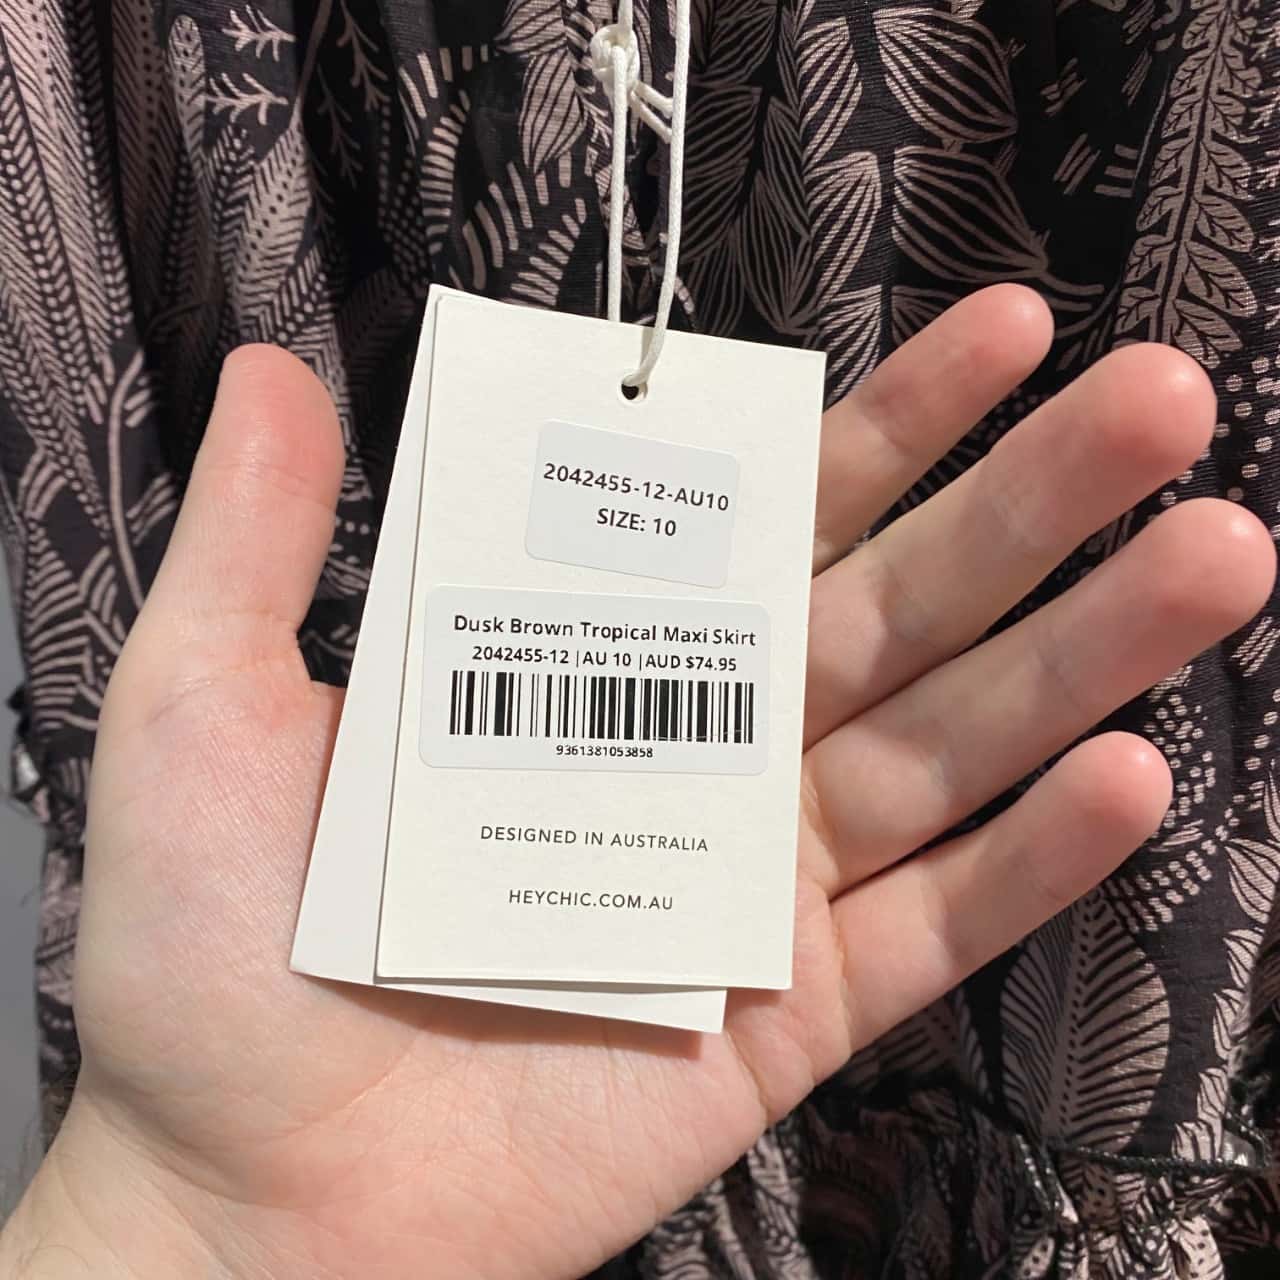 2042455-12-AU10
SIZE: 10
Dusk Brown Tropical Maxi Skirt
2042455-12 |AU 10 |AUD $74.95
9361381053858
DESIGNED IN AUSTRALIA
HEYCHIC.COM.AU